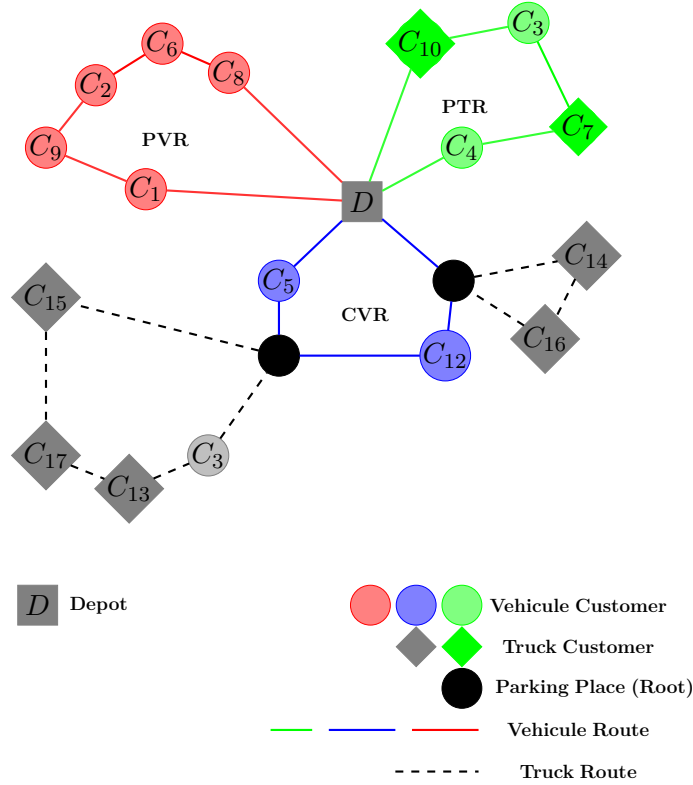 C10
C3
C6
C8
C2
PTR
C7
PVR
C9
C4
C1
D
C14
C5
C15
CVR
C16
C12
C17
C3
C13
D Depot
Vehicule Customer
Truck Customer
Parking Place (Root)
Vehicule Route
Truck Route